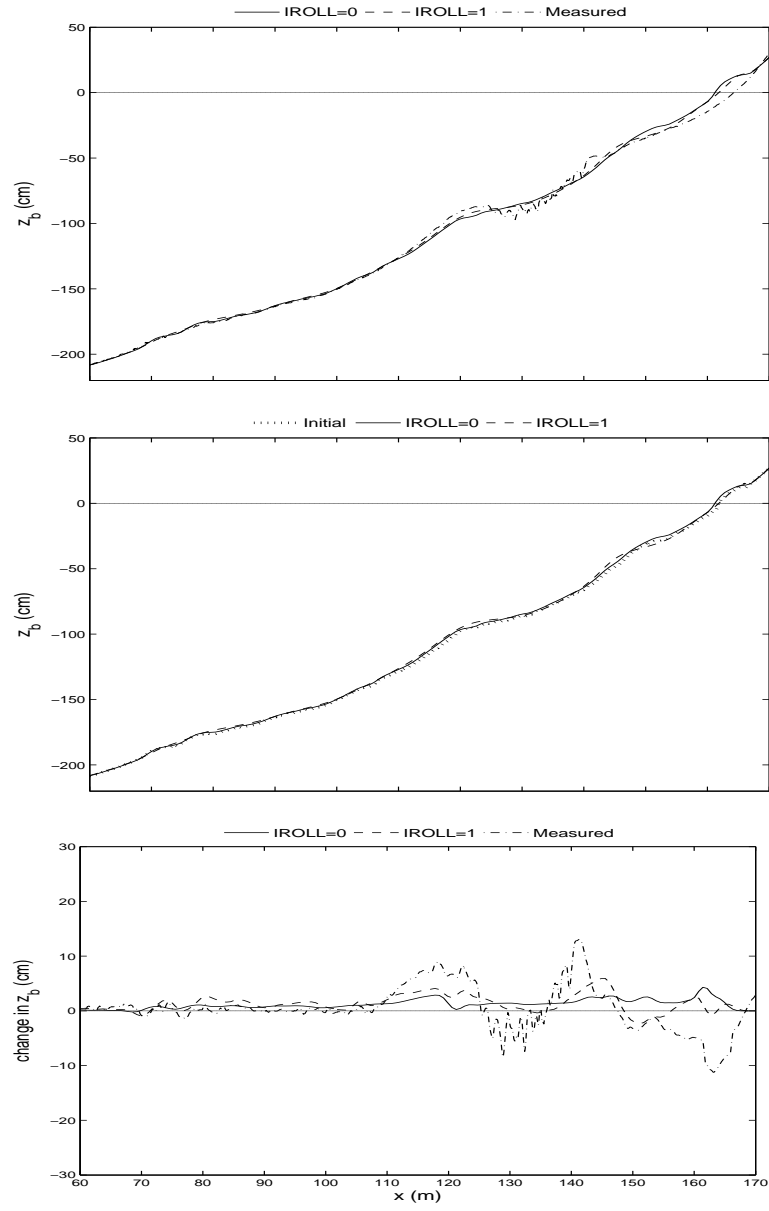 IROLL=0 IROLL=1 Measured
50
0
−50
−100
−150
−200
z_b (cm)
Initial IROLL=0 IROLL=1
50
0
−50
−100
−150
−200
z_b (cm)
IROLL=0 IROLL=1 Measured
30
20
10
0
−10
−20
−30
change in z_b (cm)
60 70 80 90 100 110 120 130 140 150 160 170
x (m)